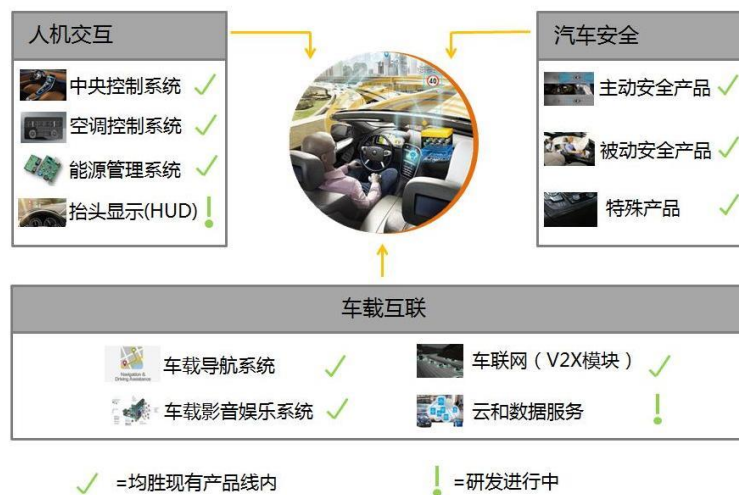 人机交互
中央控制系统 ✓
空调控制系统 ✓
能源管理系统 ✓
抬头显示(HUD) !
40
汽车安全
主动安全产品 ✓
被动安全产品 ✓
特殊产品 ✓
车载互联
Navigation &
Driving Assistance
车载导航系统 ✓
车联网（V2X模块） ✓
车载影音娱乐系统 ✓
云和数据服务 !
✓ =均胜现有产品线内
! =研发进行中